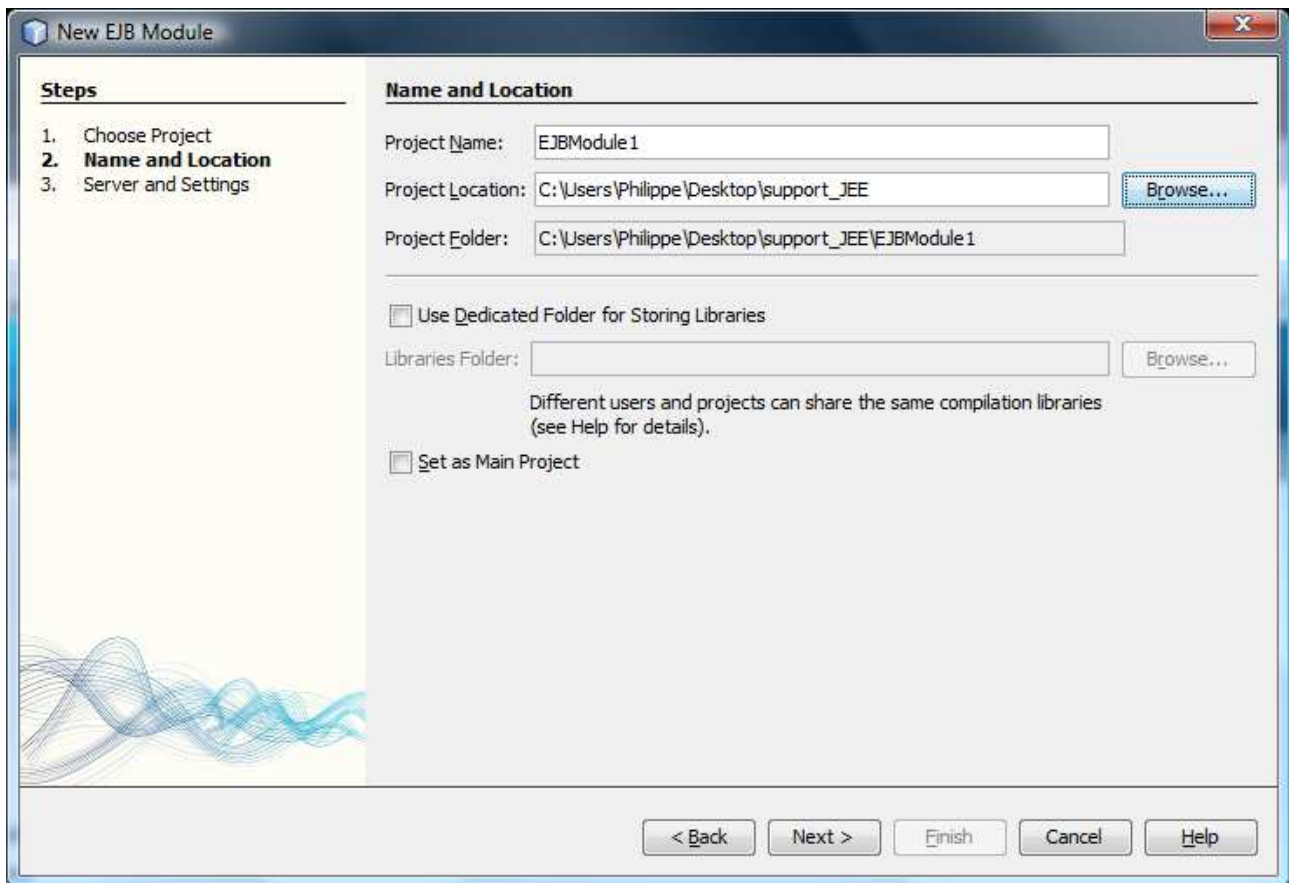 New EJB Module
Steps
1. Choose Project
2. Name and Location
3. Server and Settings
Name and Location
Project Name: EJBModule1
Project Location: C:\Users\Philippe\Desktop\support_JEE Browse...
Project Folder: C:\Users\Philippe\Desktop\support_JEE\EJBModule1
Use Dedicated Folder for Storing Libraries
Libraries Folder: Browse...
Different users and projects can share the same compilation libraries
(see Help for details).
Set as Main Project
< Back Next > Finish Cancel Help